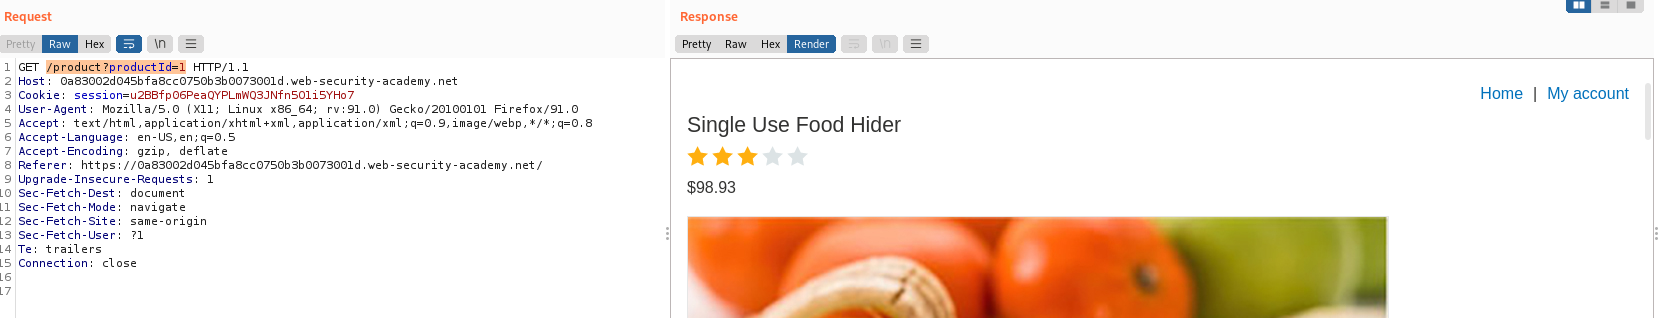 Request
Pretty Raw Hex \n
1 GET /product?productId=1 HTTP/1.1
2 Host: 0a83002d045bfa8cc0750b3b0073001d.web-security-academy.net
3 Cookie: session=u2BBfp06PeaQYPLmWQ3JNfn5Oli5YHo7
4 User-Agent: Mozilla/5.0 (X11; Linux x86_64; rv:91.0) Gecko/20100101 Firefox/91.0
5 Accept: text/html,application/xhtml+xml,application/xml;q=0.9,image/webp,*/*;q=0.8
6 Accept-Language: en-US,en;q=0.5
7 Accept-Encoding: gzip, deflate
8 Referer: https://0a83002d045bfa8cc0750b3b0073001d.web-security-academy.net/
9 Upgrade-Insecure-Requests: 1
10 Sec-Fetch-Dest: document
11 Sec-Fetch-Mode: navigate
12 Sec-Fetch-Site: same-origin
13 Sec-Fetch-User: ?1
14 Te: trailers
15 Connection: close
16
17
Response
Pretty Raw Hex Render \n
Home | My account
Single Use Food Hider
$98.93